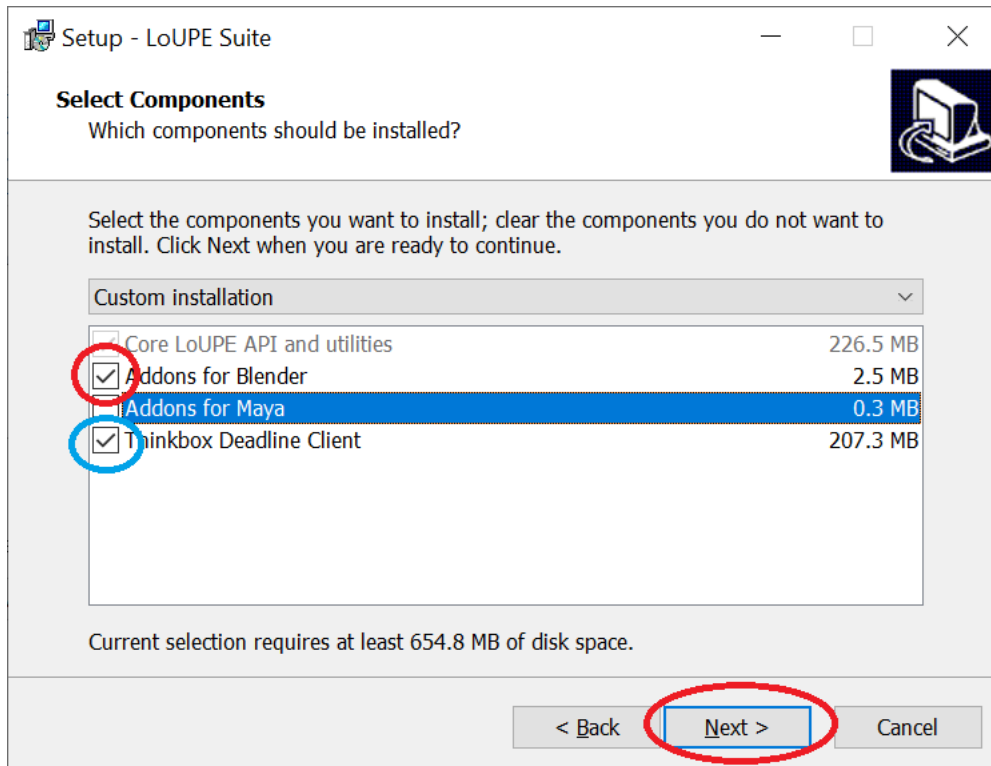 Setup - LoUPE Suite
Select Components
Which components should be installed?
Select the components you want to install; clear the components you do not want to
install. Click Next when you are ready to continue.
Custom installation
Core LoUPE API and utilities 226.5 MB
Addons for Blender 2.5 MB
Addons for Maya 0.3 MB
Thinkbox Deadline Client 207.3 MB
Current selection requires at least 654.8 MB of disk space.
< Back Next > Cancel